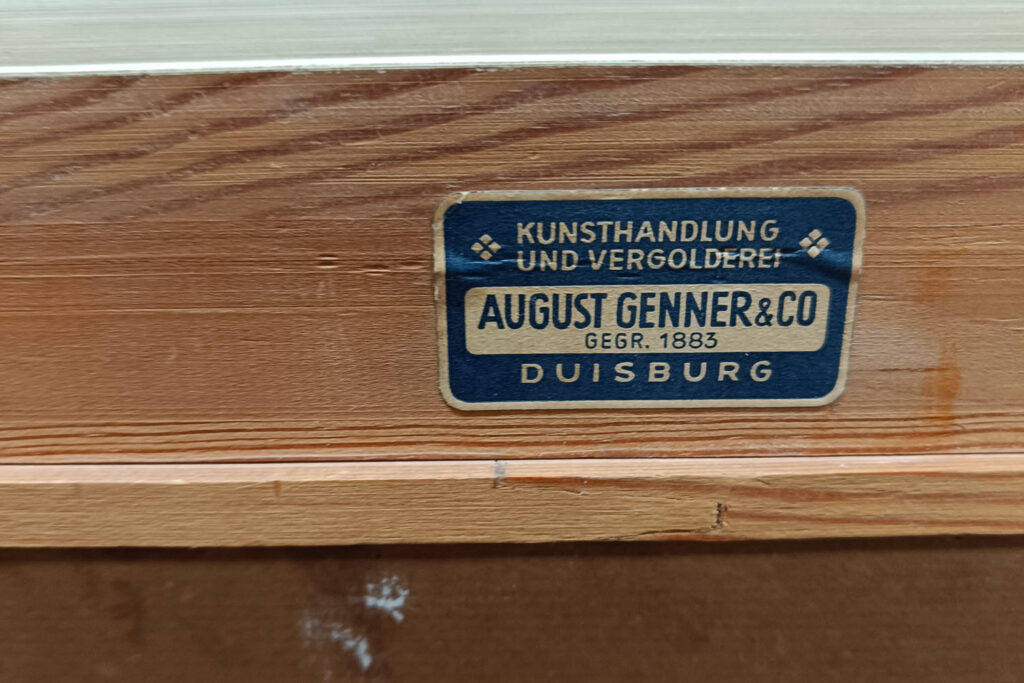 KUNSTHANDLUNG
UND VERGOLDEREI
AUGUST GENNER & CO
GEGR. 1883
DUISBURG